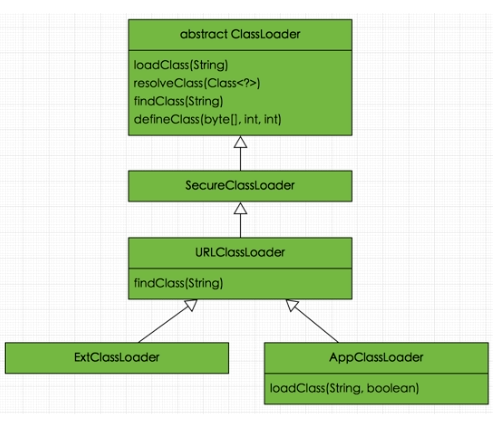 abstract ClassLoader
loadClass(String)
resolveClass(Class<?>)
findClass(String)
defineClass(byte[], int, int)
SecureClassLoader
URLClassLoader
findClass(String)
ExtClassLoader
AppClassLoader
loadClass(String, boolean)